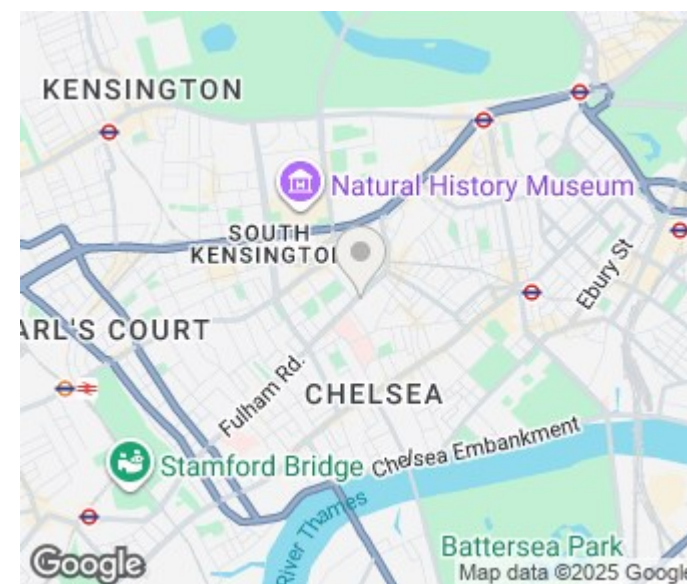 KENSINGTON
Natural History Museum
SOUTH
KENSINGTO
Ebury St
ARL'S COURT
CHELSEA
Fulham Rd.
Chelsea Embankment
Stamford Bridge
River Thames
Battersea Park
Google
Map data ©2025 Google